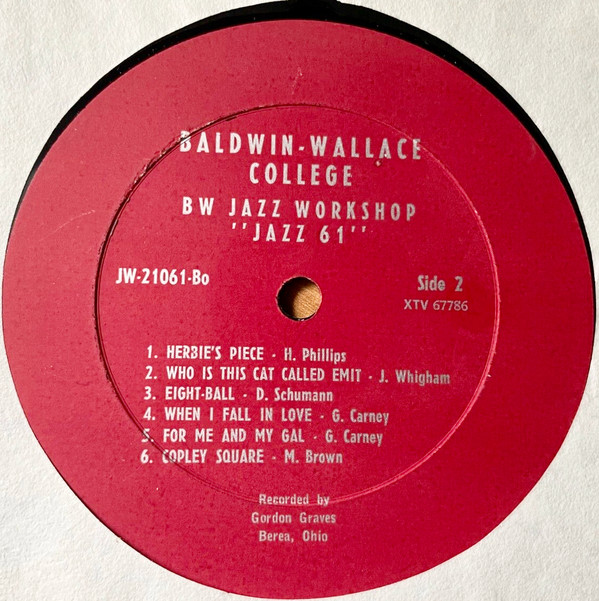 BALDWIN-WALLACE
COLLEGE
BW JAZZ WORKSHOP
"JAZZ 61"
JW-21061-Bo
Side 2
XTV 67786
1. HERBIE'S PIECE - H. Phillips
2. WHO IS THIS CAT CALLED EMIT - J. Whigham
3. EIGHT-BALL - D. Schumann
4. WHEN I FALL IN LOVE - G. Carney
5. FOR ME AND MY GAL - G. Carney
6. COPLEY SQUARE - M. Brown
Recorded by
Gordon Graves
Berea, Ohio